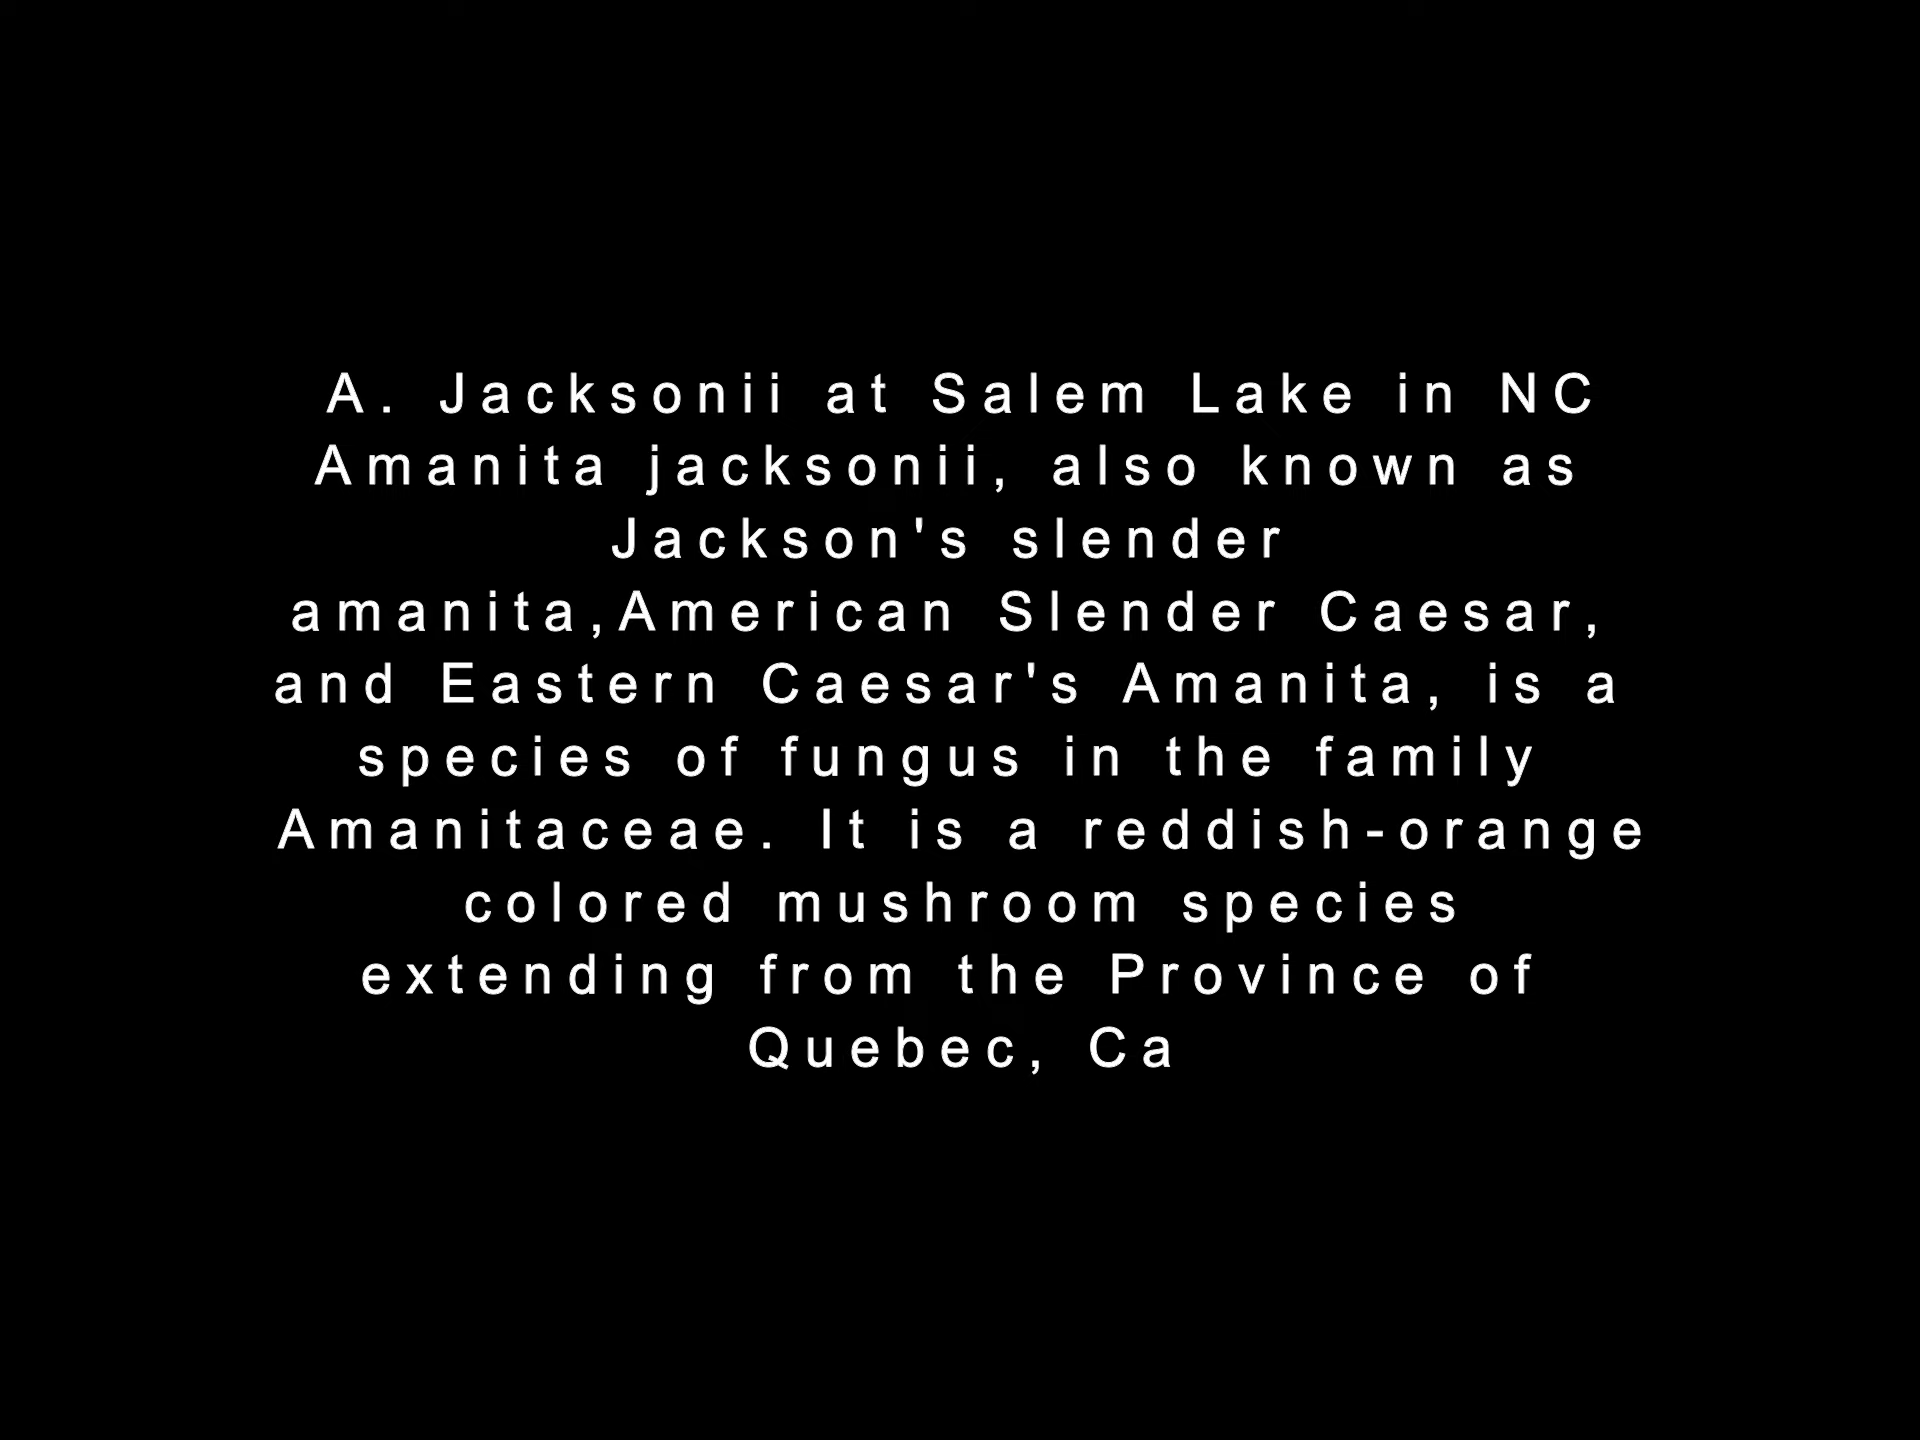 A. Jacksonii at Salem Lake in NC
Amanita jacksonii, also known as
Jackson's slender
amanita,American Slender Caesar,
and Eastern Caesar's Amanita, is a
species of fungus in the family
Amanitaceae. It is a reddish-orange
colored mushroom species
extending from the Province of
Quebec, Ca